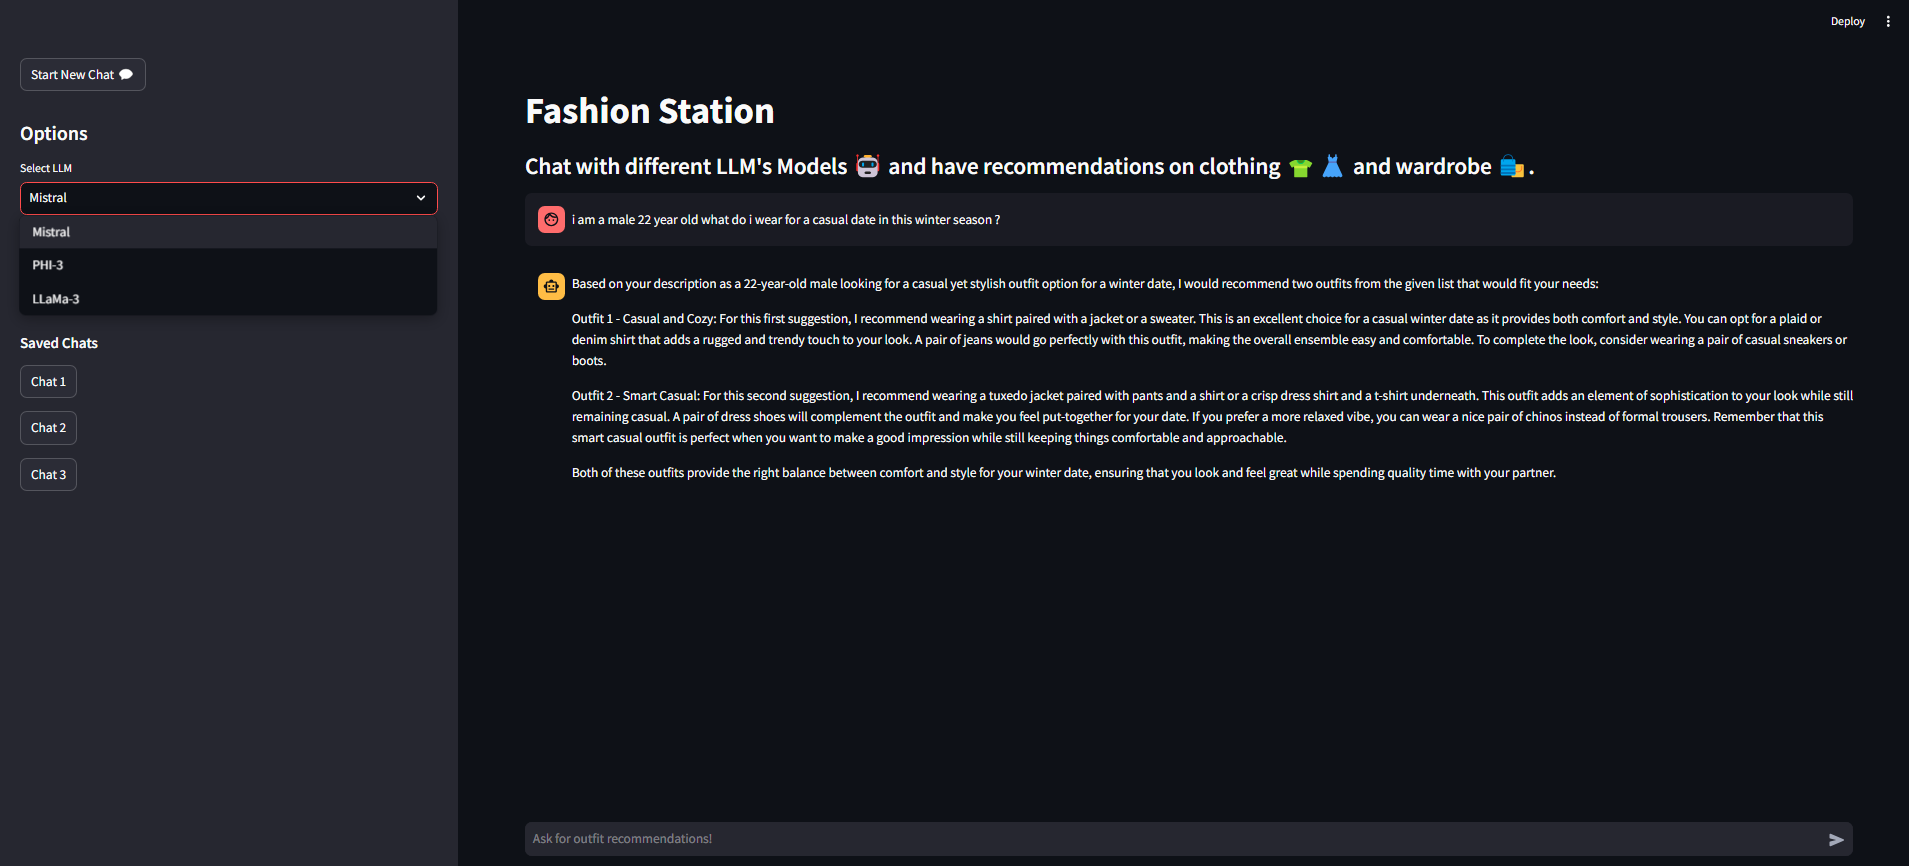 Deploy
Start New Chat
Options
Select LLM
Mistral
Mistral
PHI-3
LLaMa-3
Saved Chats
Chat 1
Chat 2
Chat 3
Fashion Station
Chat with different LLM's Models 🤖 and have recommendations on clothing 👕 👗 and wardrobe 🛍️ .
i am a male 22 year old what do i wear for a casual date in this winter season ?
Based on your description as a 22-year-old male looking for a casual yet stylish outfit option for a winter date, I would recommend two outfits from the given list that would fit your needs:
Outfit 1 - Casual and Cozy: For this first suggestion, I recommend wearing a shirt paired with a jacket or a sweater. This is an excellent choice for a casual winter date as it provides both comfort and style. You can opt for a plaid or
denim shirt that adds a rugged and trendy touch to your look. A pair of jeans would go perfectly with this outfit, making the overall ensemble easy and comfortable. To complete the look, consider wearing a pair of casual sneakers or
boots.
Outfit 2 - Smart Casual: For this second suggestion, I recommend wearing a tuxedo jacket paired with pants and a shirt or a crisp dress shirt and a t-shirt underneath. This outfit adds an element of sophistication to your look while still
remaining casual. A pair of dress shoes will complement the outfit and make you feel put-together for your date. If you prefer a more relaxed vibe, you can wear a nice pair of chinos instead of formal trousers. Remember that this
smart casual outfit is perfect when you want to make a good impression while still keeping things comfortable and approachable.
Both of these outfits provide the right balance between comfort and style for your winter date, ensuring that you look and feel great while spending quality time with your partner.
Ask for outfit recommendations!